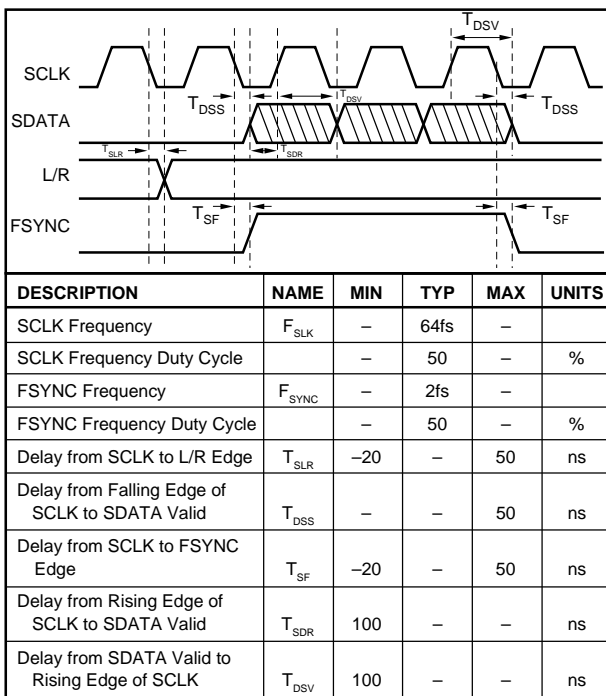 T_DSV
SCLK
T_DSS T_DSV T_DSS
SDATA
T_SLR T_SDR
L/R
T_SF T_SF
FSYNC
DESCRIPTION NAME MIN TYP MAX UNITS
SCLK Frequency F_SLK – 64fs –
SCLK Frequency Duty Cycle – 50 – %
FSYNC Frequency F_SYNC – 2fs –
FSYNC Frequency Duty Cycle – 50 – %
Delay from SCLK to L/R Edge T_SLR –20 – 50 ns
Delay from Falling Edge of
SCLK to SDATA Valid T_DSS – – 50 ns
Delay from SCLK to FSYNC
Edge T_SF –20 – 50 ns
Delay from Rising Edge of
SCLK to SDATA Valid T_SDR 100 – – ns
Delay from SDATA Valid to
Rising Edge of SCLK T_DSV 100 – – ns